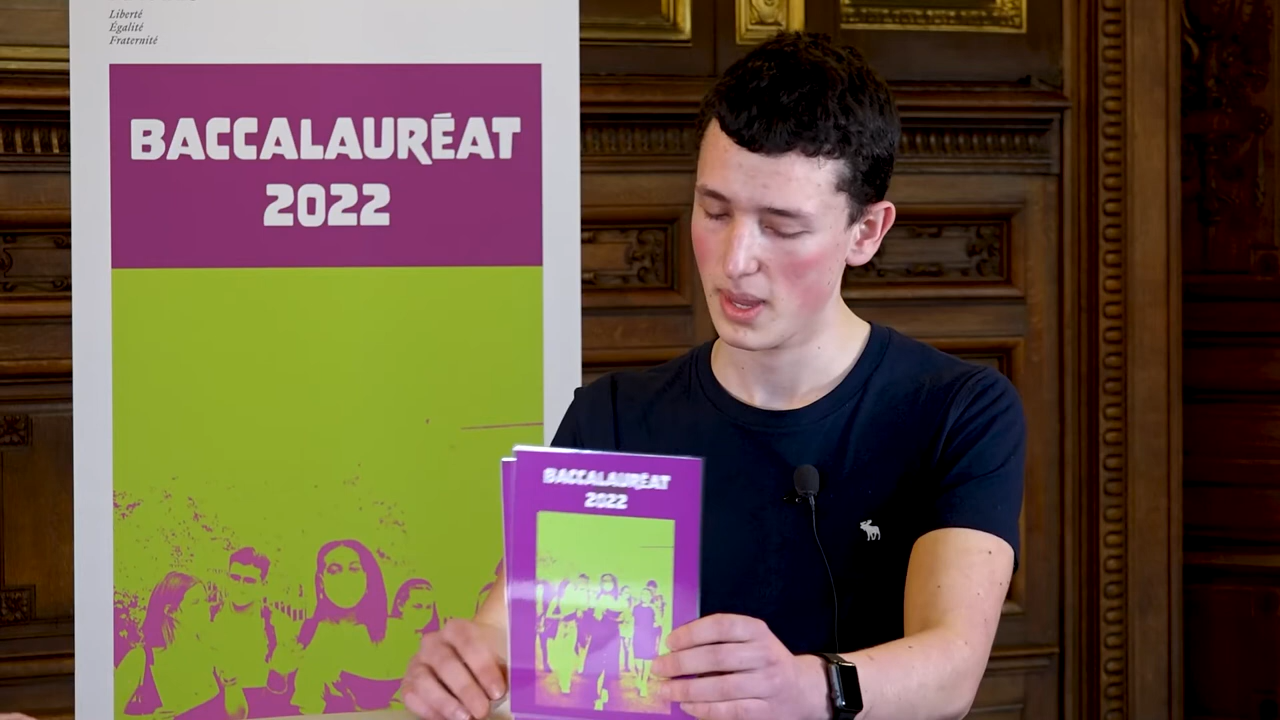 Liberté
Égalité
Fraternité
BACCALAURÉAT
2022
BACCALAURÉAT
2022